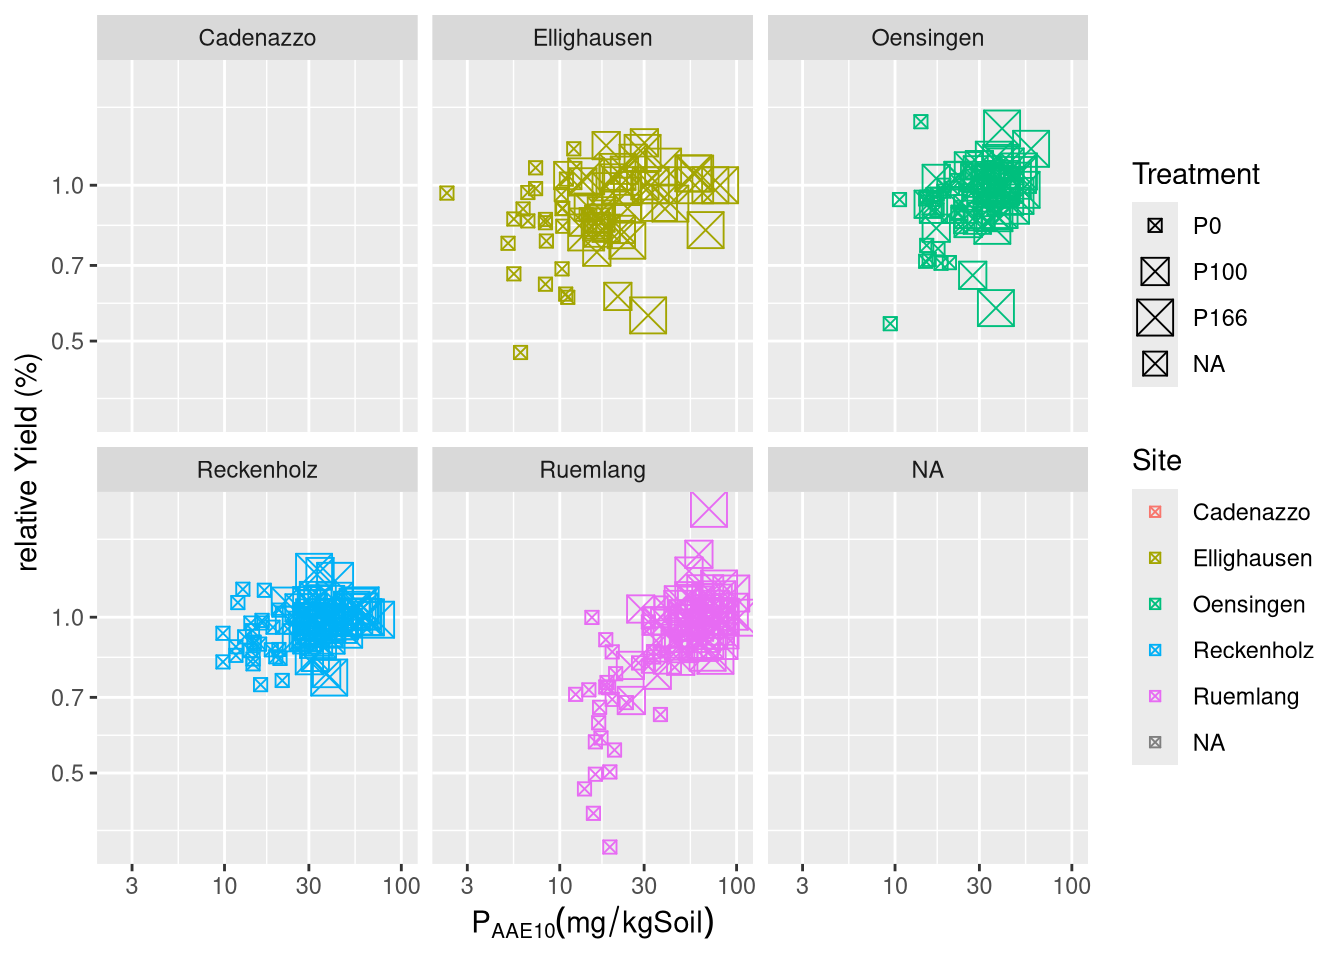 Cadenazzo Ellighausen Oensingen
1.0
0.7
0.5
Reckenholz Ruemlang NA
1.0
0.7
0.5
3 10 30 100 3 10 30 100 3 10 30 100
relative Yield (%)
PAAE10(mg/kgSoil)
Treatment
P0
P100
P166
NA
Site
Cadenazzo
Ellighausen
Oensingen
Reckenholz
Ruemlang
NA